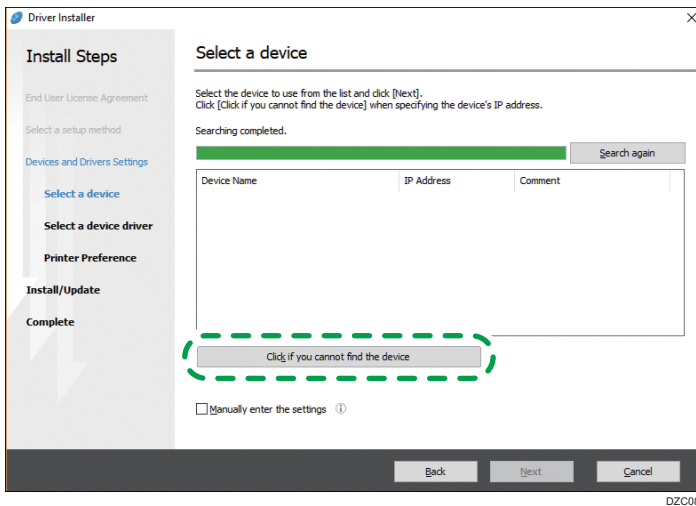 Driver Installer
Install Steps
End User License Agreement
Select a setup method
Devices and Drivers Settings
Select a device
Select a device driver
Printer Preference
Install/Update
Complete
Select a device
Select the device to use from the list and click [Next].
Click [Click if you cannot find the device] when specifying the device's IP address.
Searching completed.
Search again
Device Name IP Address Comment
Click if you cannot find the device
Manually enter the settings
Back Next Cancel